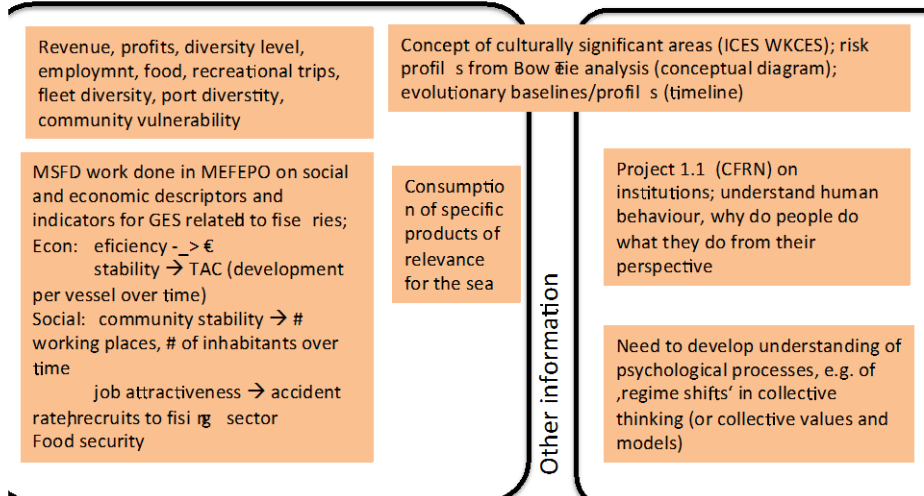 Revenue, profits, diversity level,
employmnt, food, recreational trips,
fleet diversity, port diverstity,
community vulnerability
Concept of culturally significant areas (ICES WKCES); risk
profil s from Bow Tie analysis (conceptual diagram);
evolutionary baselines/profil s (timeline)
MSFD work done in MEFEPO on social
and economic descriptors and
indicators for GES related to fise ries;
Econ: eficiency -_> €
stability → TAC (development
per vessel over time)
Social: community stability → #
working places, # of inhabitants over
time
job attractiveness → accident
rate, recruits to fisi ng sector
Food security
Consumptio
n of specific
products of
relevance
for the sea
Other information
Project 1.1 (CFRN) on
institutions; understand human
behaviour, why do people do
what they do from their
perspective
Need to develop understanding of
psychological processes, e.g. of
‚regime shifts‘ in collective
thinking (or collective values and
models)